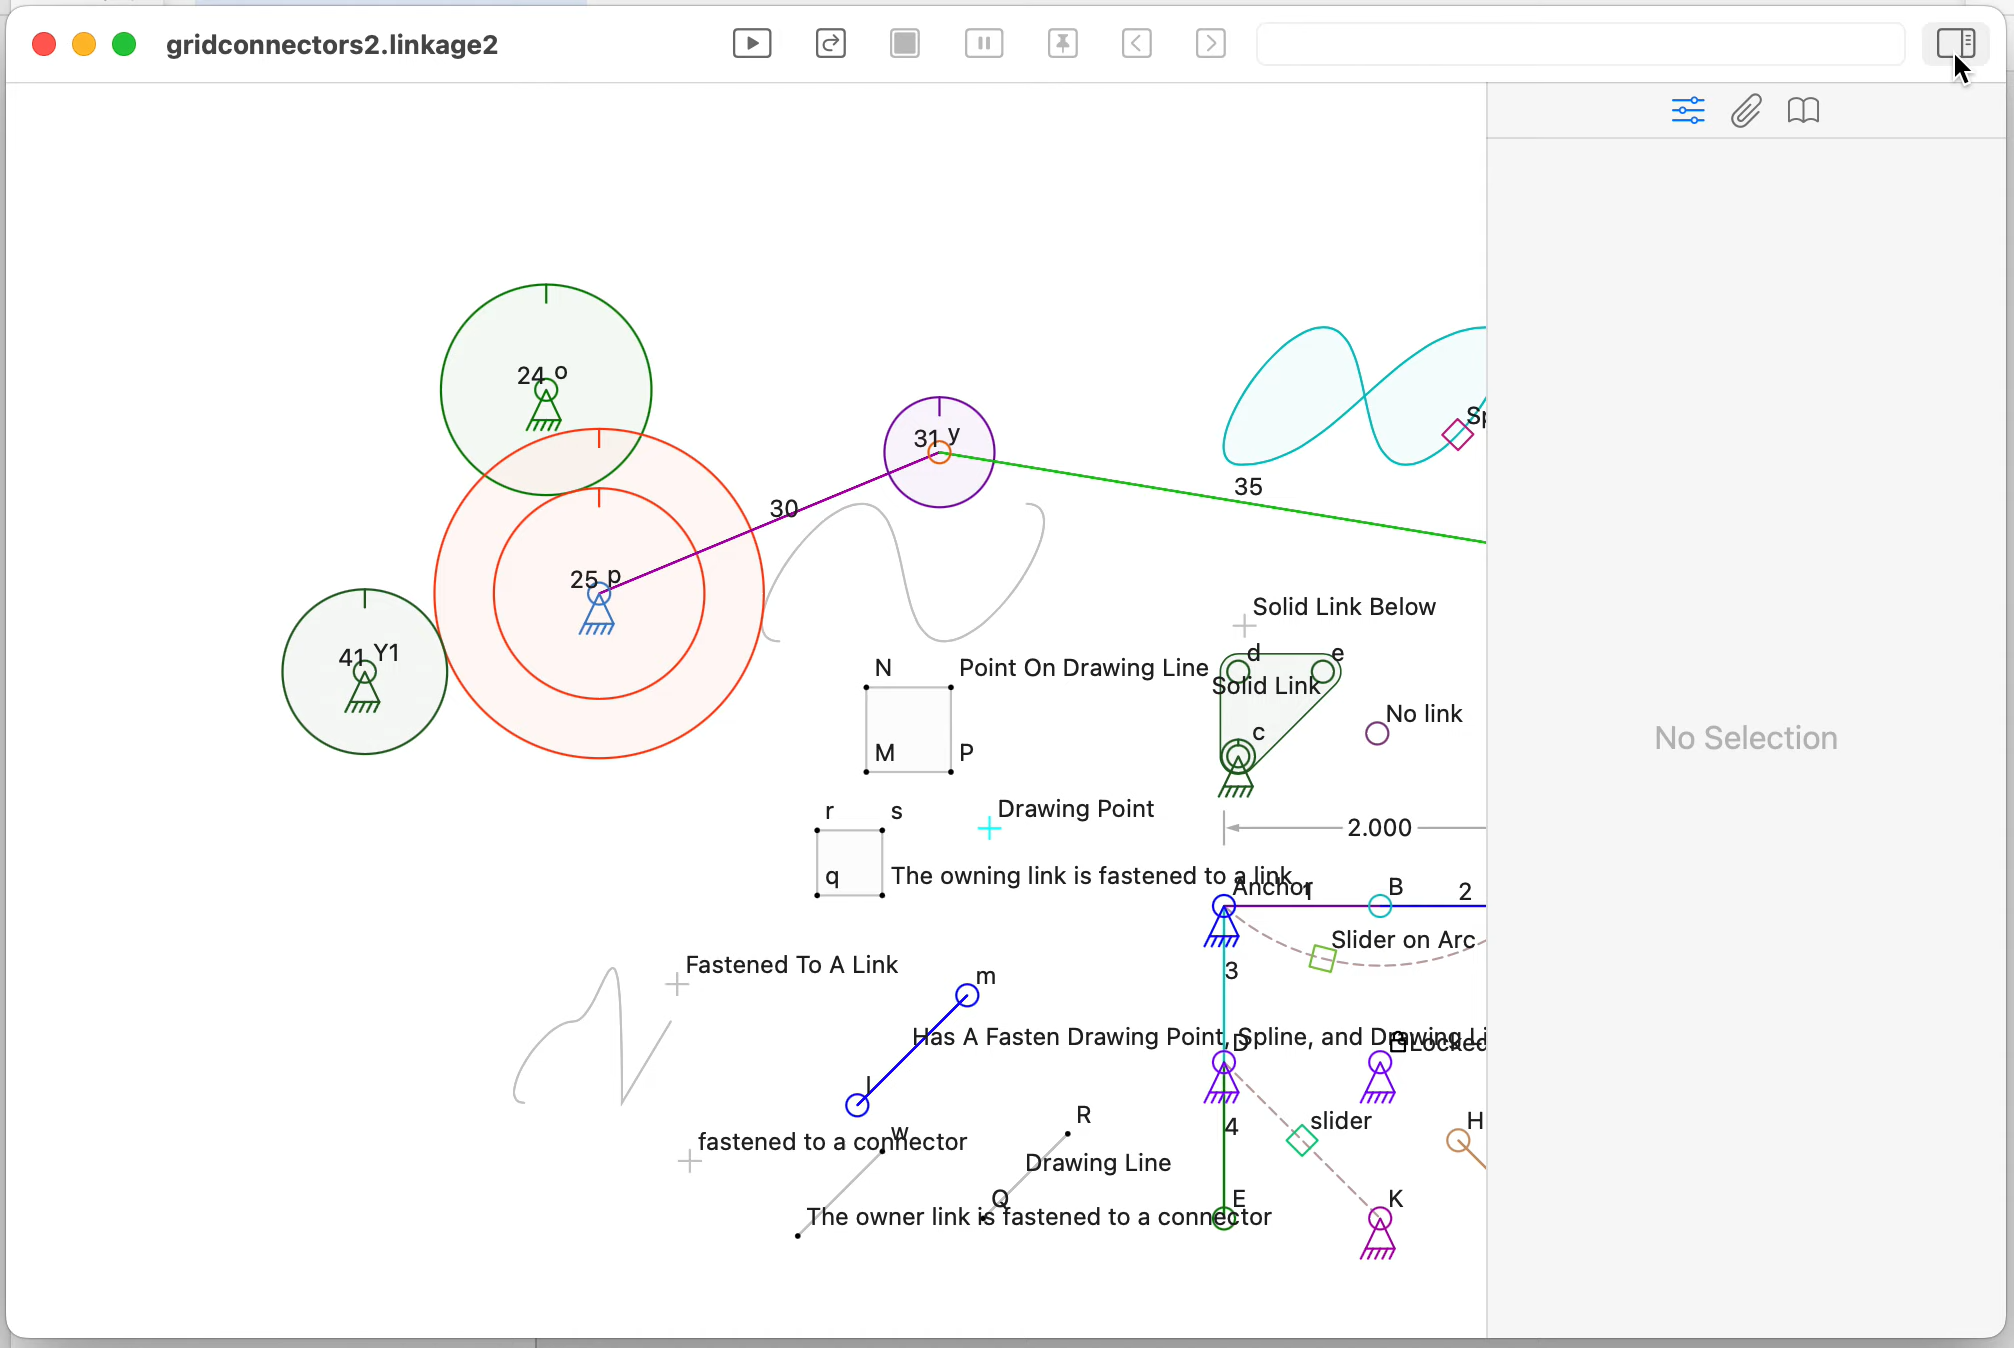 gridconnectors2.linkage2
24 o
31 y
Sp
35
30
25 p
Solid Link Below
41 Y1
d
e
N
Point On Drawing Line
Solid Link
No link
c
M
P
No Selection
r
s
Drawing Point
2.000
q
The owning link is fastened to a link
Anchor
1
B
2
Slider on Arc
Fastened To A Link
m
3
Has A Fasten Drawing Point, Spline, and Drawing Li
D
Locked
R
slider
H
4
fastened to a connector
w
Drawing Line
Q
E
K
The owner link is fastened to a connector